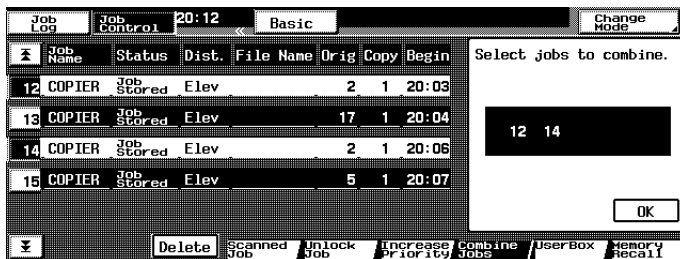 Job Log Job Control 20:12 « Basic Change Mode
Job Name Status Dist. File Name Orig Copy Begin
12 COPIER Job Stored Elev 2 1 20:03
13 COPIER Job Stored Elev 17 1 20:04
14 COPIER Job Stored Elev 2 1 20:06
15 COPIER Job Stored Elev 5 1 20:07
Select jobs to combine.
12 14
OK
Delete Scanned Job Unlock Job Increase Priority Combine Jobs UserBox Memory Recall